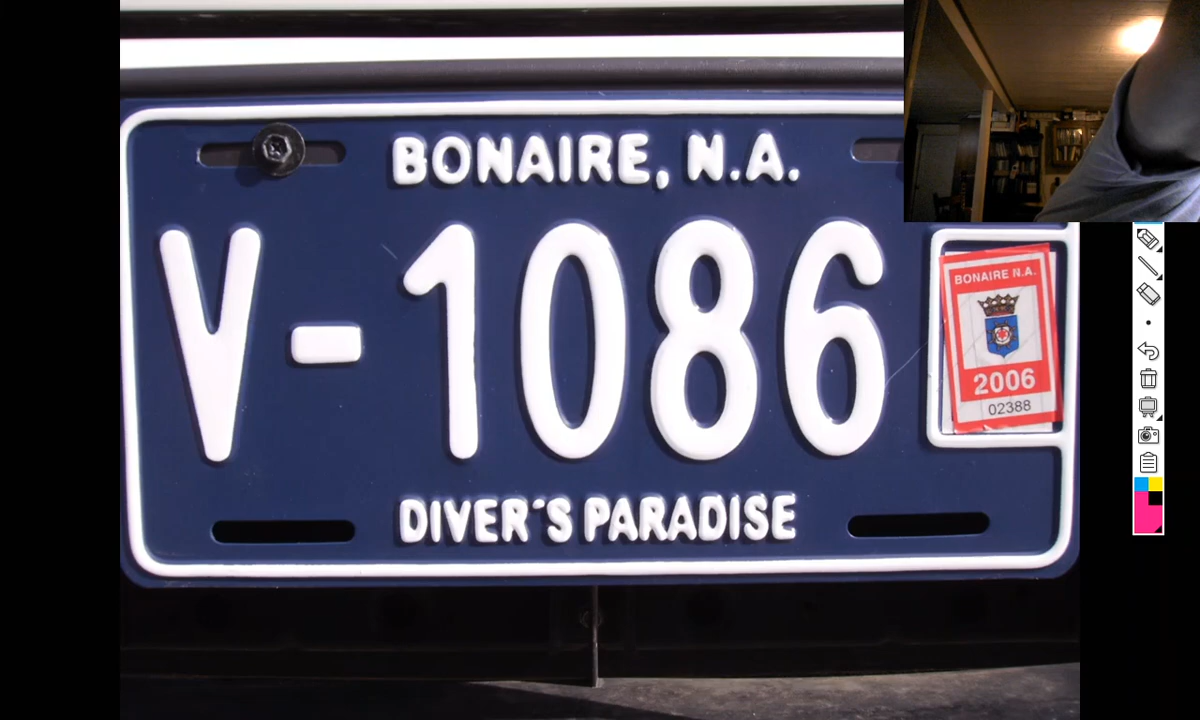 BONAIRE, N.A.
V-1086
BONAIRE N.A.
2006
02388
DIVER'S PARADISE